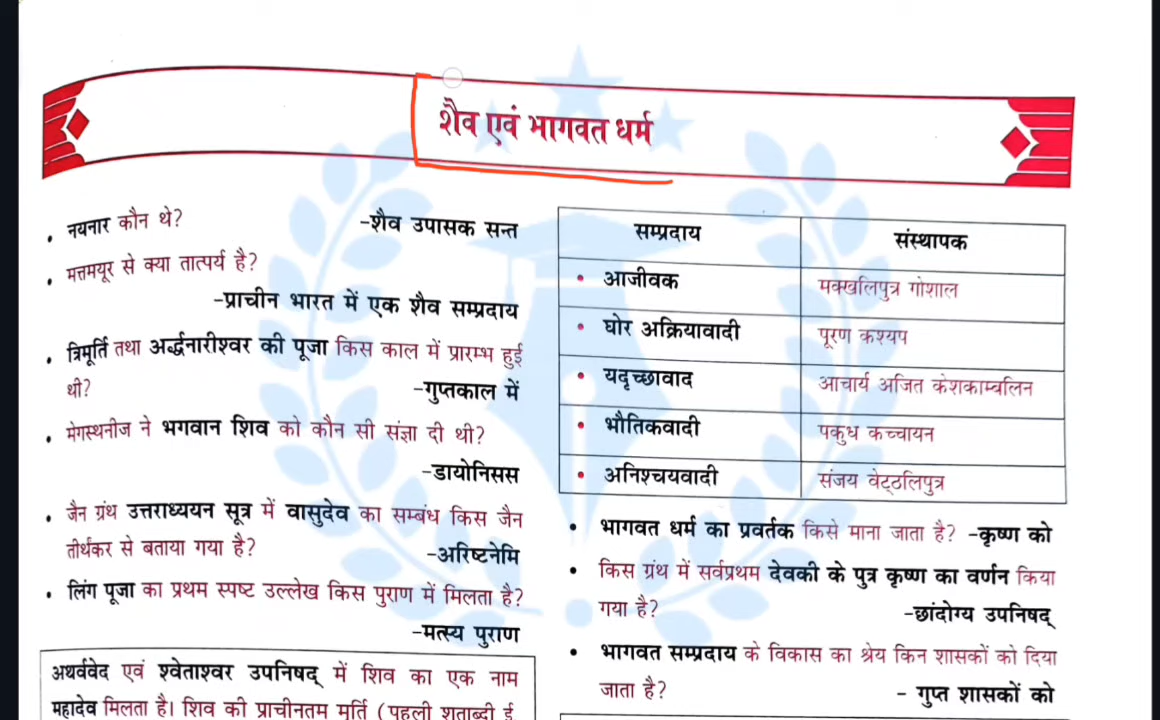 शैव एवं भागवत धर्म
• नयनार कौन थे? -शैव उपासक सन्त
• मत्तमयूर से क्या तात्पर्य है?
-प्राचीन भारत में एक शैव सम्प्रदाय
• त्रिमूर्ति तथा अर्द्धनारीश्वर की पूजा किस काल में प्रारम्भ हुई
थी? -गुप्तकाल में
• मेगस्थनीज ने भगवान शिव को कौन सी संज्ञा दी थी?
-डायोनिसस
• जैन ग्रंथ उत्तराध्ययन सूत्र में वासुदेव का सम्बंध किस जैन
तीर्थंकर से बताया गया है? -अरिष्टनेमि
• लिंग पूजा का प्रथम स्पष्ट उल्लेख किस पुराण में मिलता है?
-मत्स्य पुराण
अथर्ववेद एवं श्वेताश्वर उपनिषद् में शिव का एक नाम
महादेव मिलता है। शिव की प्राचीनतम मूर्ति (पहली शताब्दी ई
सम्प्रदाय संस्थापक
• आजीवक मक्खलिपुत्र गोशाल
• घोर अक्रियावादी पूरण कश्यप
• यदृच्छावाद आचार्य अजित केशकाम्बलिन
• भौतिकवादी पकुध कच्चायन
• अनिश्चयवादी संजय वेट्ठलिपुत्र
• भागवत धर्म का प्रवर्तक किसे माना जाता है? -कृष्ण को
• किस ग्रंथ में सर्वप्रथम देवकी के पुत्र कृष्ण का वर्णन किया
गया है? -छांदोग्य उपनिषद्
• भागवत सम्प्रदाय के विकास का श्रेय किन शासकों को दिया
जाता है? - गुप्त शासकों को